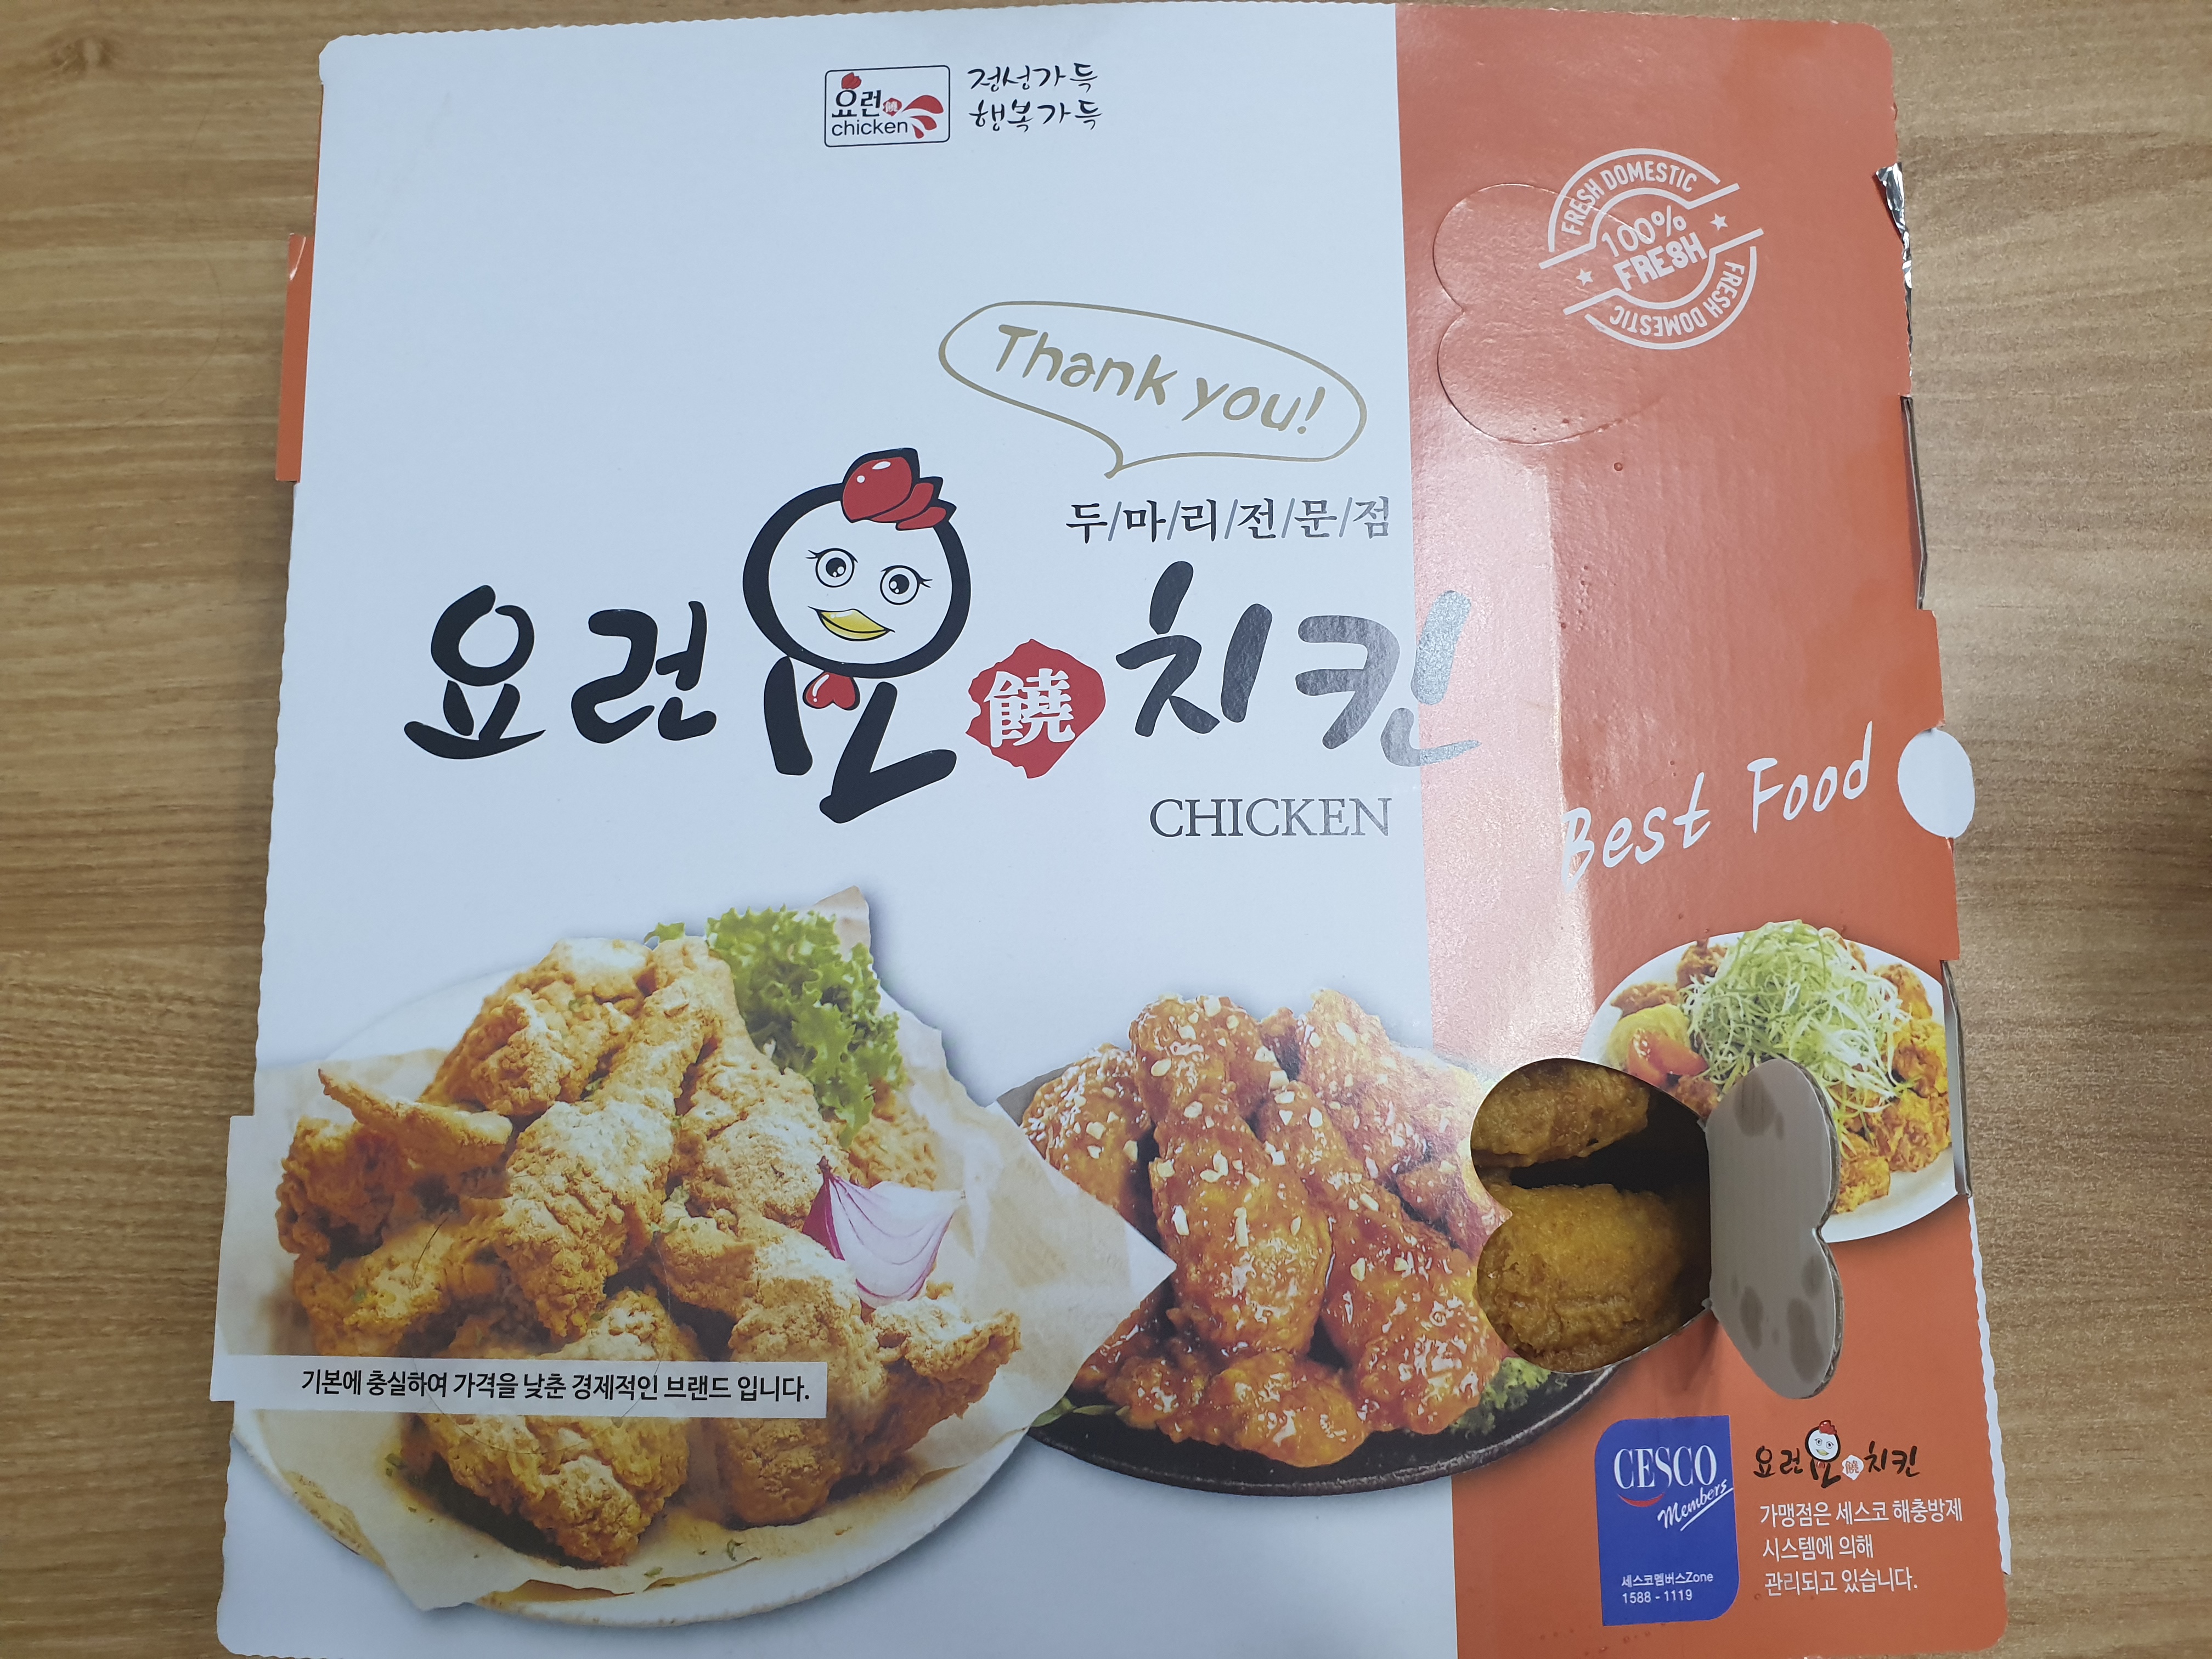 요런饒
chicken
정성가득
행복가득
FRESH DOMESTIC
100%
FRESH
FRESH DOMESTIC
Thank you!
두/마/리/전/문/점
요런요饒치킨
CHICKEN
Best Food
기본에 충실하여 가격을 낮춘 경제적인 브랜드 입니다.
CESCO
Members
세스코멤버스Zone
1588 - 1119
요런요饒치킨
가맹점은 세스코 해충방제
시스템에 의해
관리되고 있습니다.